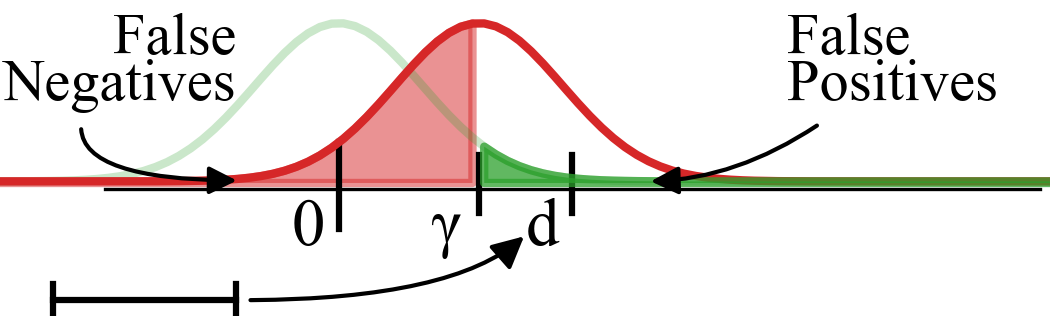 False
Negatives
False
Positives
0
γ
d